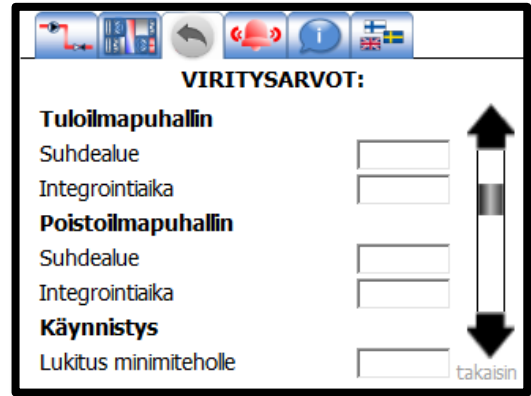 VIRITYSARVOT:
Tuloilmapuhallin
Suhdealue
Integrointiaika
Poistoilmapuhallin
Suhdealue
Integrointiaika
Käynnistys
Lukitus minimiteholle
takaisin